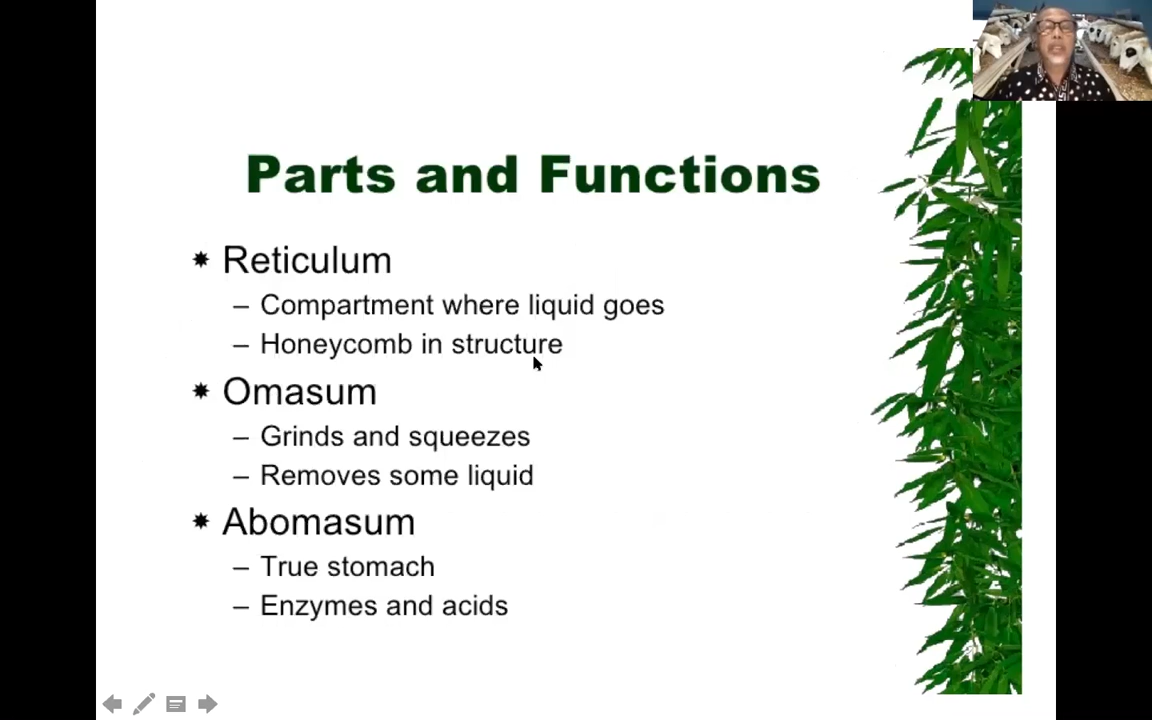 Parts and Functions
Reticulum
– Compartment where liquid goes
– Honeycomb in structure
Omasum
– Grinds and squeezes
– Removes some liquid
Abomasum
– True stomach
– Enzymes and acids